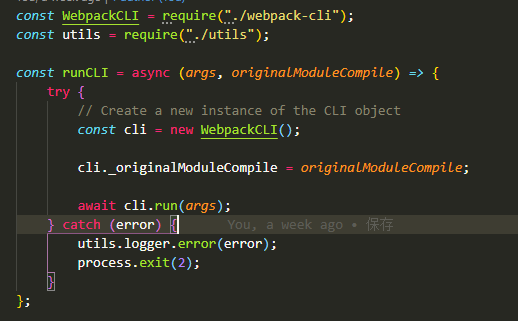 const WebpackCLI = require("./webpack-cli");
const utils = require("./utils");
const runCLI = async (args, originalModuleCompile) => {
try {
// Create a new instance of the CLI object
const cli = new WebpackCLI();
cli._originalModuleCompile = originalModuleCompile;
await cli.run(args);
} catch (error) { You, a week ago • 保存
utils.logger.error(error);
process.exit(2);
}
};